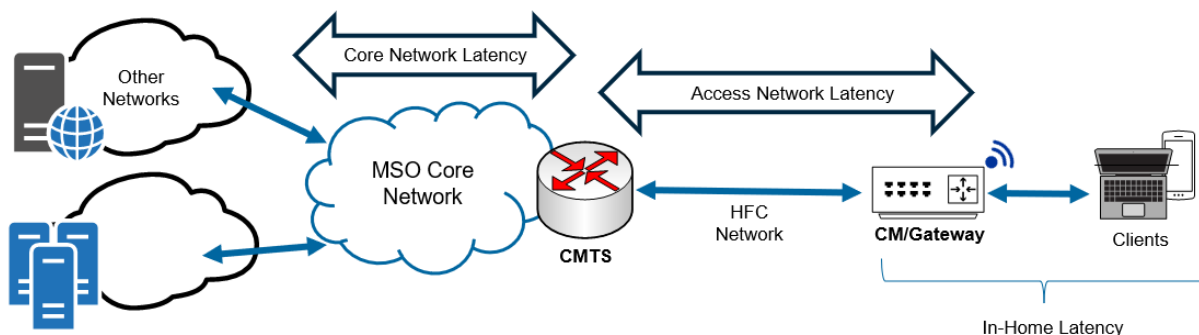 Core Network Latency
Other
Networks
Access Network Latency
MSO Core
Network
HFC
Network
CMTS
CM/Gateway
Clients
In-Home Latency